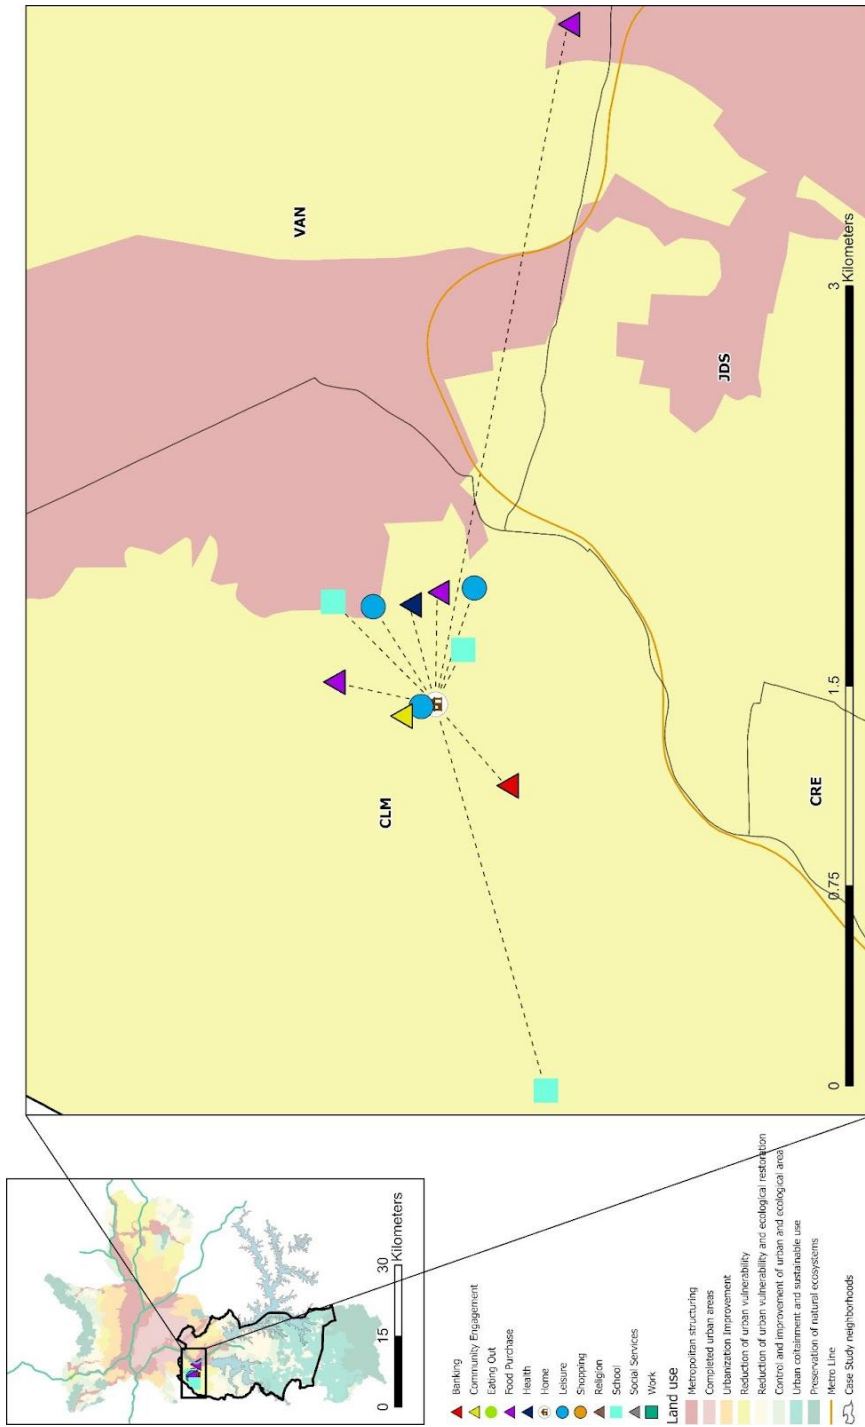 VAN
CLM
JDS
CRE
0
0.75
1.5
3
Kilometers
0
15
30
Kilometers
Banking
Community Engagement
Eating Out
Food Purchase
Health
Home
Leisure
Shopping
Religion
School
Social Services
Work
Land use
Metropolitan structuring
Completed urban areas
Urbanization Improvement
Reduction of urban vulnerability
Reduction of urban vulnerability and ecological restoration
Control and improvement of urban and ecological area
Urban coitainment and sustainable use
Preservation of natural ecosystems
Metro Line
Case Study neighborhoods